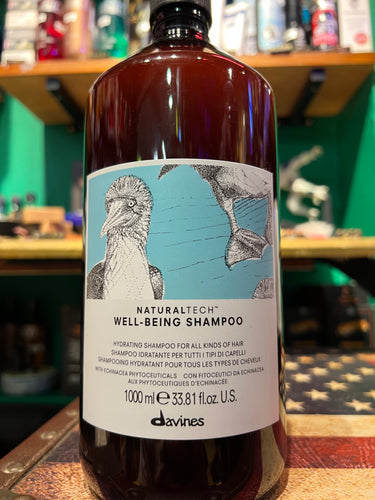 NATURALTECH™
WELL-BEING SHAMPOO
HYDRATING SHAMPOO FOR ALL KINDS OF HAIR
SHAMPOO IDRATANTE PER TUTTI I TIPI DI CAPELLI
SHAMPOOING HYDRATANT POUR TOUS LES TYPES DE CHEVEUX
WITH ECHINACEA PHYTOCEUTICALS CON FITOCEUTICI DA ECHINACEA
AUX PHYTOCEUTIQUES D'ECHINACÉE
1000 ml ℮ 33.81 fl.oz. U.S.
davines